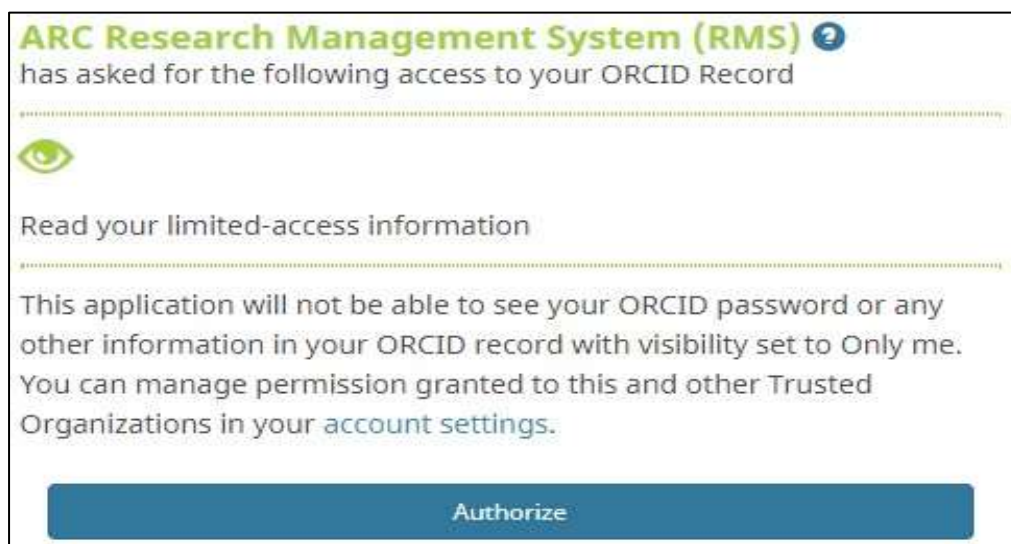 ARC Research Management System (RMS) ?
has asked for the following access to your ORCID Record
Read your limited-access information
This application will not be able to see your ORCID password or any
other information in your ORCID record with visibility set to Only me.
You can manage permission granted to this and other Trusted
Organizations in your account settings.
Authorize